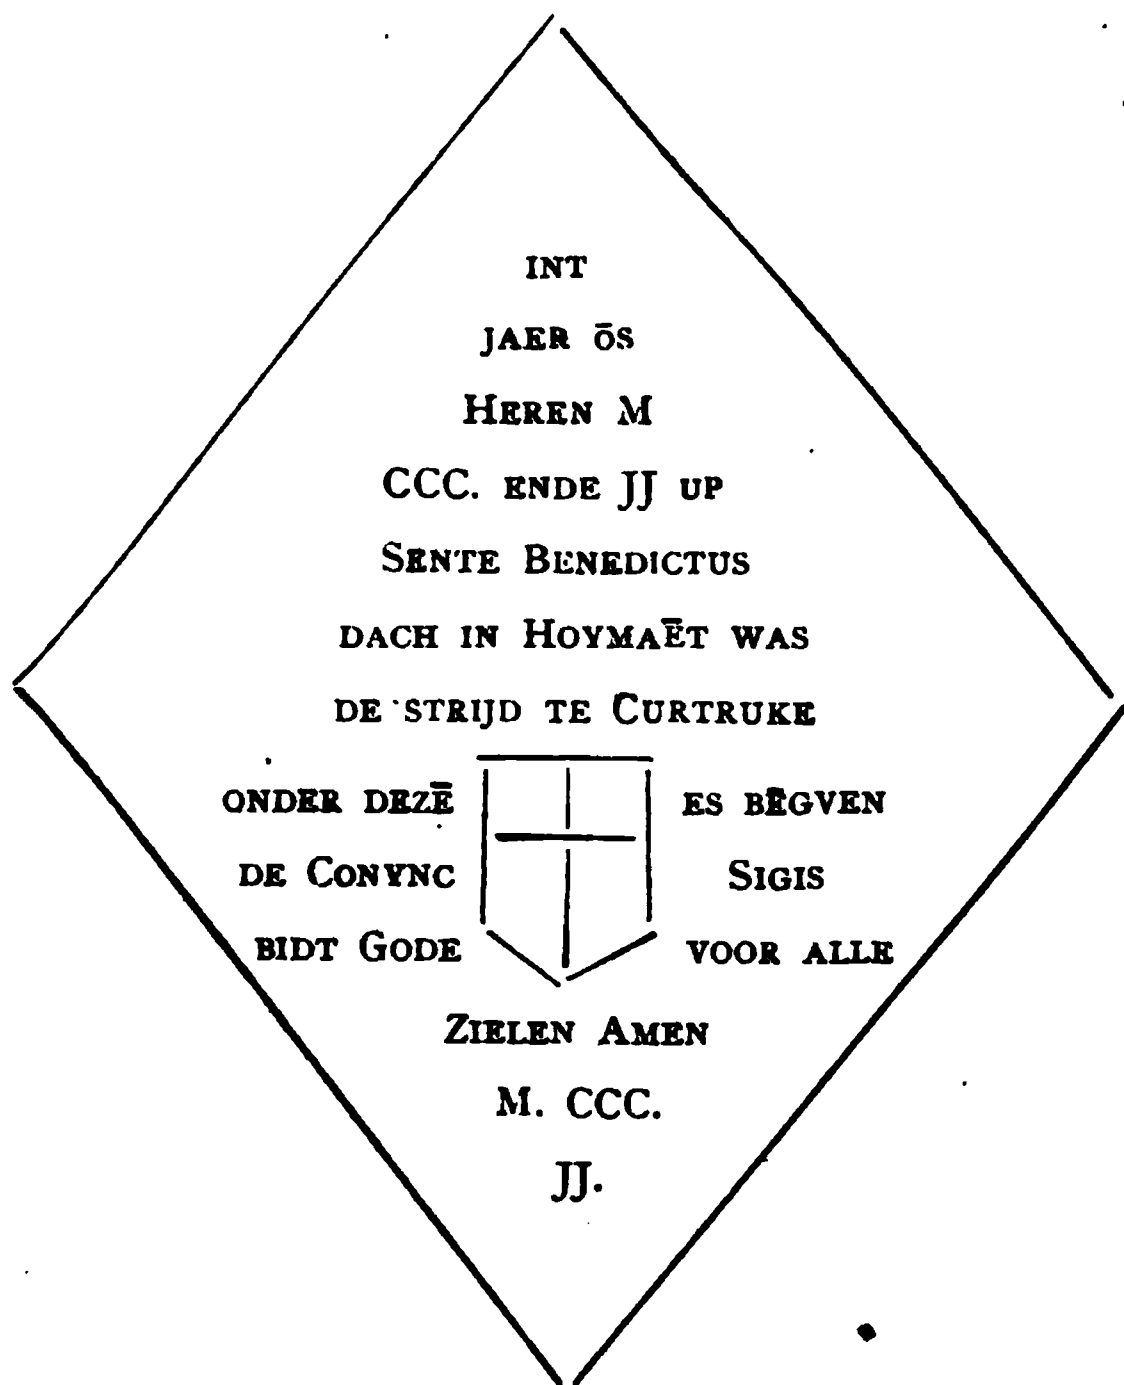 INT
JAER ŌS
HEREN M
CCC. ENDE JJ UP
SENTE BENEDICTUS
DACH IN HOYMAĒT WAS
DE STRIJD TE CURTRUKE
ONDER DEZĒ ES BĒGVEN
DE CONYNC SIGIS
BIDT GODE VOOR ALLE
ZIELEN AMEN
M. CCC.
JJ.